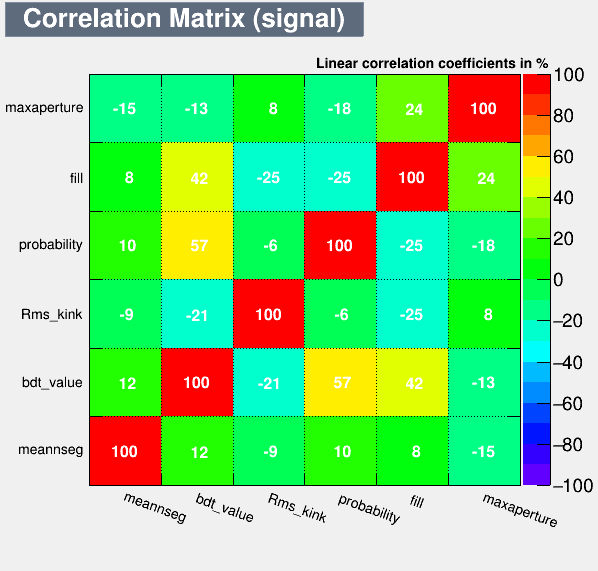 Correlation Matrix (signal)
Linear correlation coefficients in %
maxaperture -15 -13 8 -18 24 100
fill 8 42 -25 -25 100 24
probability 10 57 -6 100 -25 -18
Rms_kink -9 -21 100 -6 -25 8
bdt_value 12 100 -21 57 42 -13
meannseg 100 12 -9 10 8 -15
meannseg bdt_value Rms_kink probability fill maxaperture
100
80
60
40
20
0
−20
−40
−60
−80
−100